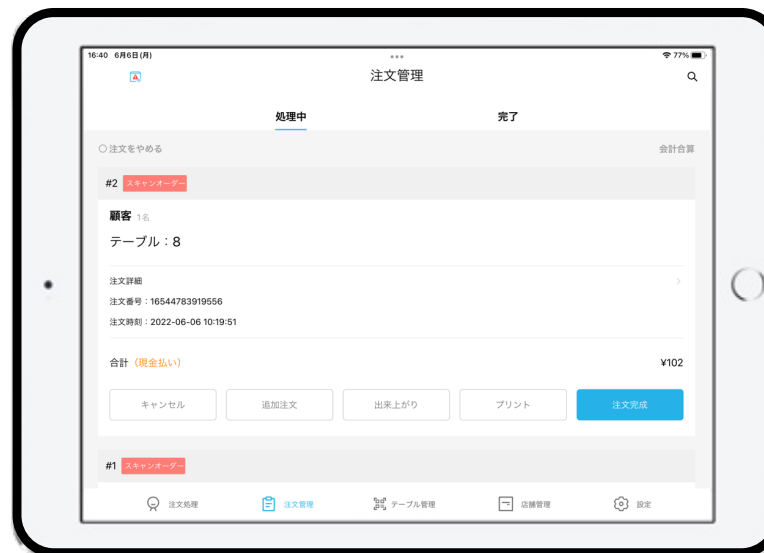 16:40 6月6日(月)
77%
注文管理
処理中
完了
注文をやめる
会計合算
#2 スキャンオーダー
顧客 1名
テーブル：8
注文詳細
注文番号：16544783919556
注文時刻：2022-06-06 10:19:51
合計（現金払い）
¥102
キャンセル
追加注文
出来上がり
プリント
注文完成
#1 スキャンオーダー
注文処理
注文管理
テーブル管理
店舗管理
設定